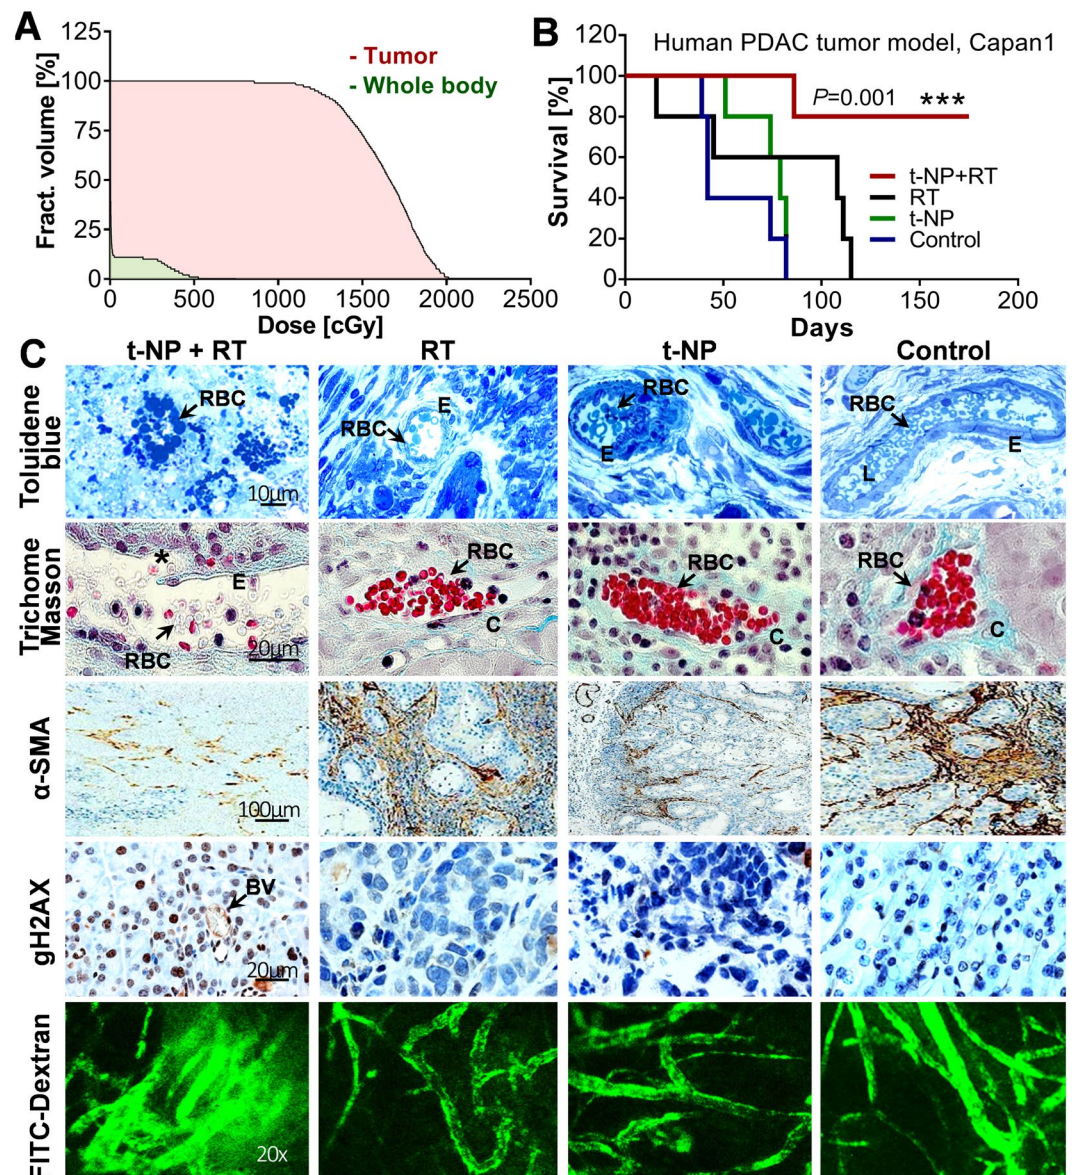 A
125
100
75
50
25
0
Fract. volume [%]
- Tumor
- Whole body
0 500 1000 1500 2000 2500
Dose [cGy]
B
120
100
80
60
40
20
0
Survival [%]
Human PDAC tumor model, Capan1
P=0.001 ***
t-NP+RT
RT
t-NP
Control
0 50 100 150 200
Days
C
t-NP + RT RT t-NP Control
Toluidene
blue
RBC
10µm
E
RBC
RBC
E
RBC
E
L
Trichome
Masson
*
E
RBC
20µm
RBC
C
RBC
C
RBC
C
α-SMA
100µm
gH2AX
BV
20µm
FITC-Dextran
20x